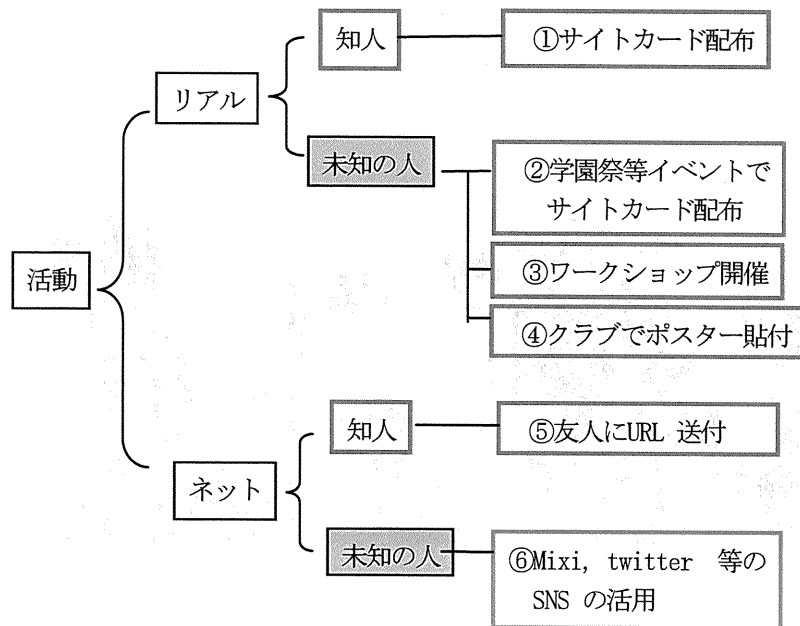 活動
リアル
知人
①サイトカード配布
未知の人
②学園祭等イベントで
サイトカード配布
③ワークショップ開催
④クラブでポスター貼付
ネット
知人
⑤友人にURL 送付
未知の人
⑥Mixi, twitter 等の
SNS の活用